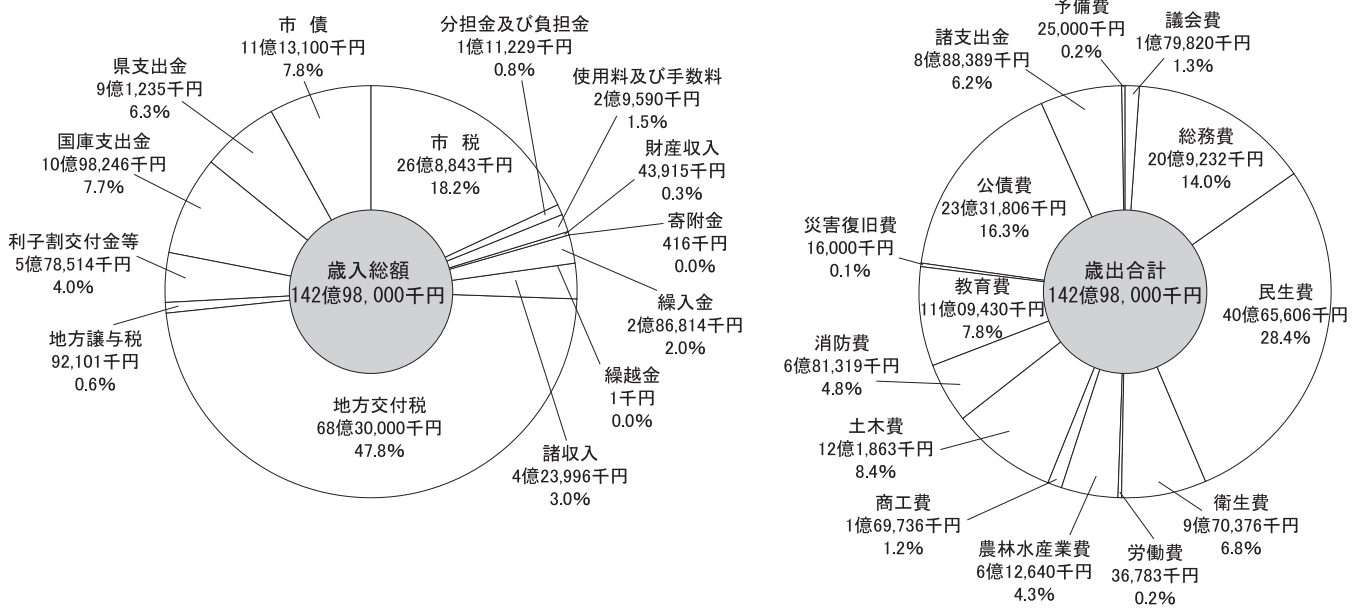 市 税
26億8,843千円
18.2%
分担金及び負担金
1億11,229千円
0.8%
使用料及び手数料
2億9,590千円
1.5%
財産収入
43,915千円
0.3%
寄附金
416千円
0.0%
繰入金
2億86,814千円
2.0%
繰越金
1千円
0.0%
諸収入
4億23,996千円
3.0%
地方交付税
68億30,000千円
47.8%
地方譲与税
92,101千円
0.6%
利子割交付金等
5億78,514千円
4.0%
国庫支出金
10億98,246千円
7.7%
県支出金
9億1,235千円
6.3%
市 債
11億13,100千円
7.8%
歳入総額
142億98,000千円
議会費
1億79,820千円
1.3%
総務費
20億9,232千円
14.0%
民生費
40億65,606千円
28.4%
衛生費
9億70,376千円
6.8%
労働費
36,783千円
0.2%
農林水産業費
6億12,640千円
4.3%
商工費
1億69,736千円
1.2%
土木費
12億1,863千円
8.4%
消防費
6億81,319千円
4.8%
教育費
11億09,430千円
7.8%
災害復旧費
16,000千円
0.1%
公債費
23億31,806千円
16.3%
諸支出金
8億88,389千円
6.2%
予備費
25,000千円
0.2%
歳出合計
142億98,000千円